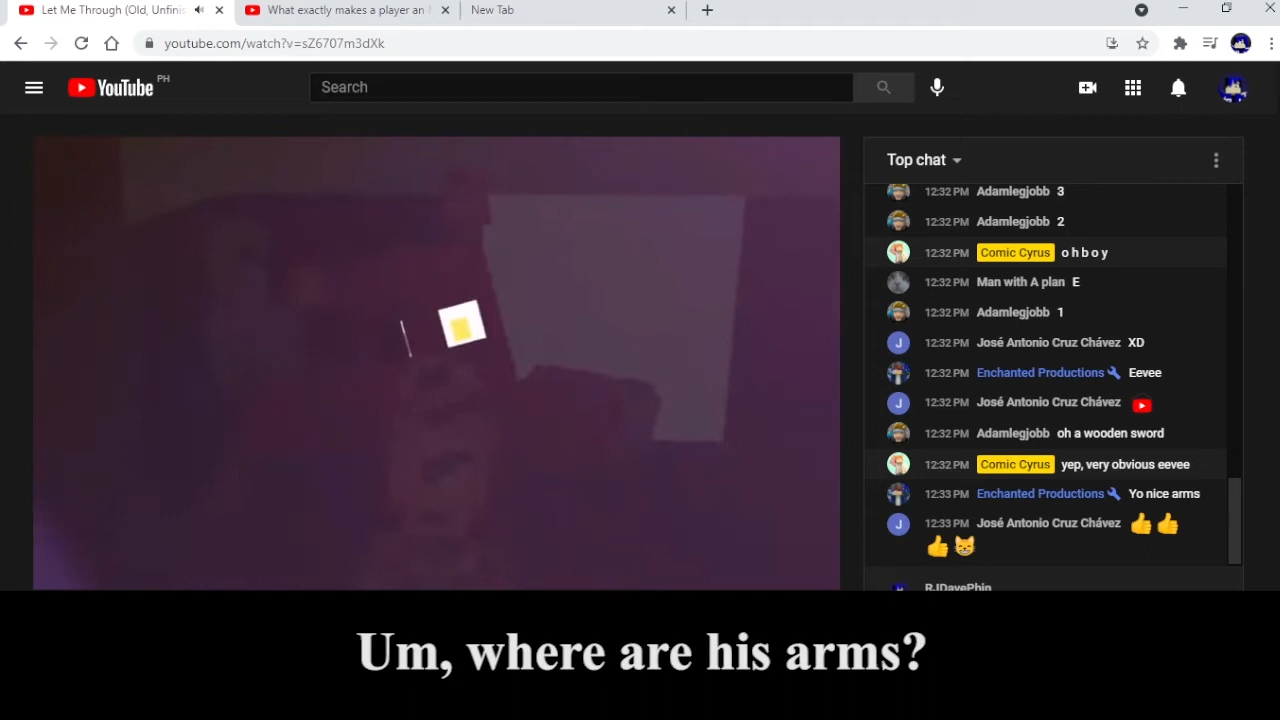 Let Me Through (Old, Unfinis
What exactly makes a player an
New Tab
youtube.com/watch?v=sZ6707m3dXk
YouTube PH
Search
Top chat
12:32 PM Adamlegjobb 3
12:32 PM Adamlegjobb 2
12:32 PM Comic Cyrus o h b o y
12:32 PM Man with A plan E
12:32 PM Adamlegjobb 1
J 12:32 PM José Antonio Cruz Chávez XD
12:32 PM Enchanted Productions Eevee
J 12:32 PM José Antonio Cruz Chávez
12:32 PM Adamlegjobb oh a wooden sword
12:32 PM Comic Cyrus yep, very obvious eevee
12:33 PM Enchanted Productions Yo nice arms
J 12:33 PM José Antonio Cruz Chávez 👍👍
👍😸
RJDavePhin
Um, where are his arms?